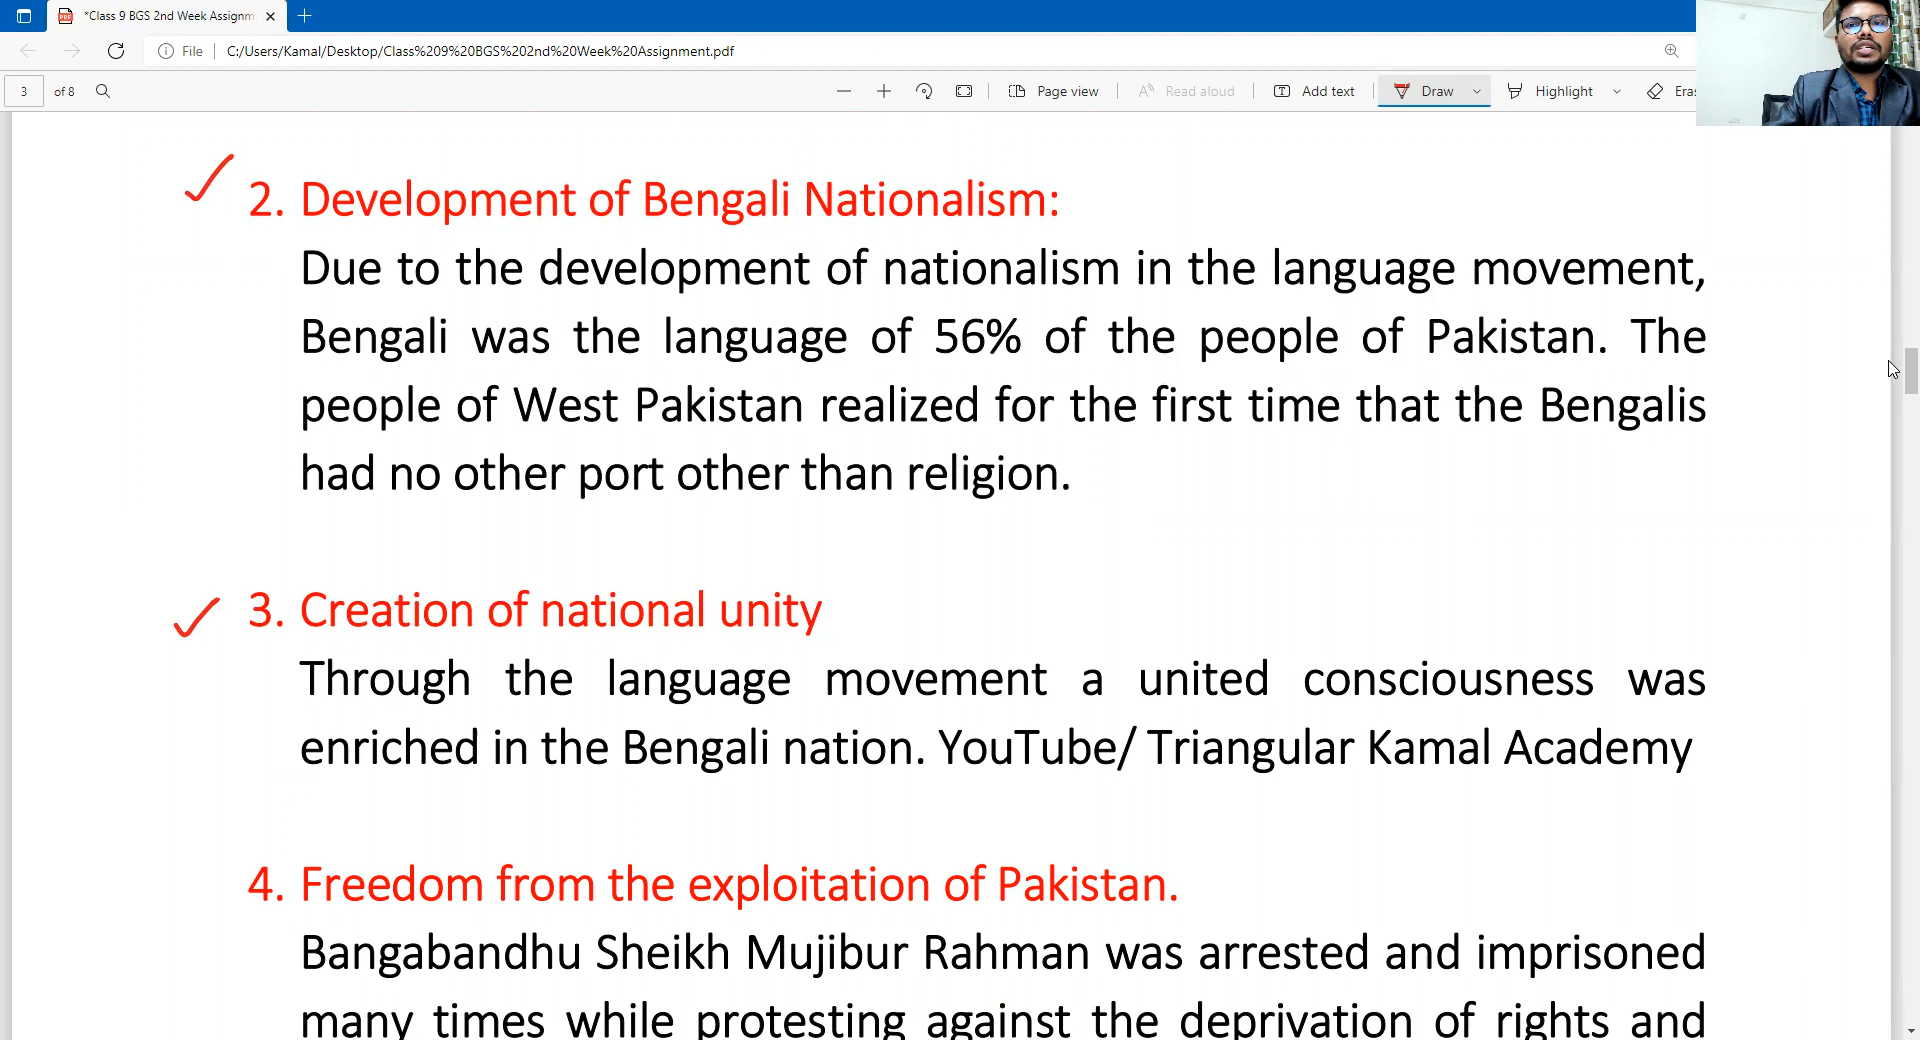 *Class 9 BGS 2nd Week Assignm
File
C:/Users/Kamal/Desktop/Class%209%20BGS%202nd%20Week%20Assignment.pdf
3 of 8
Page view
Read aloud
Add text
Draw
Highlight
Eras
2. Development of Bengali Nationalism:
Due to the development of nationalism in the language movement,
Bengali was the language of 56% of the people of Pakistan. The
people of West Pakistan realized for the first time that the Bengalis
had no other port other than religion.
3. Creation of national unity
Through the language movement a united consciousness was
enriched in the Bengali nation. YouTube/ Triangular Kamal Academy
4. Freedom from the exploitation of Pakistan.
Bangabandhu Sheikh Mujibur Rahman was arrested and imprisoned
many times while protesting against the deprivation of rights and